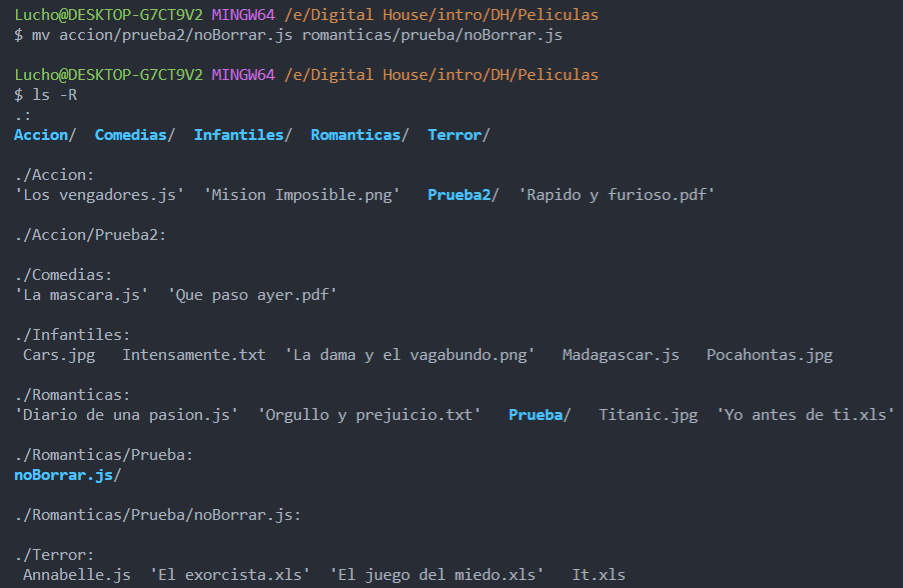 Lucho@DESKTOP-G7CT9V2 MINGW64 /e/Digital House/intro/DH/Peliculas
$ mv accion/prueba2/noBorrar.js romanticas/prueba/noBorrar.js
Lucho@DESKTOP-G7CT9V2 MINGW64 /e/Digital House/intro/DH/Peliculas
$ ls -R
.:
Accion/  Comedias/  Infantiles/  Romanticas/  Terror/
./Accion:
'Los vengadores.js'  'Mision Imposible.png'   Prueba2/  'Rapido y furioso.pdf'
./Accion/Prueba2:
./Comedias:
'La mascara.js'  'Que paso ayer.pdf'
./Infantiles:
Cars.jpg   Intensamente.txt  'La dama y el vagabundo.png'   Madagascar.js   Pocahontas.jpg
./Romanticas:
'Diario de una pasion.js'  'Orgullo y prejuicio.txt'   Prueba/   Titanic.jpg  'Yo antes de ti.xls'
./Romanticas/Prueba:
noBorrar.js/
./Romanticas/Prueba/noBorrar.js:
./Terror:
Annabelle.js  'El exorcista.xls'  'El juego del miedo.xls'   It.xls